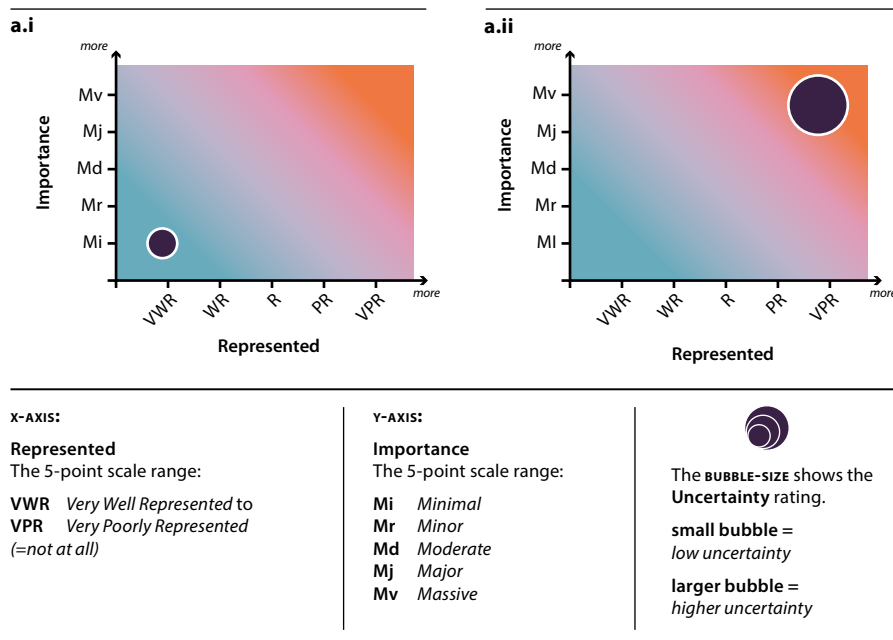 a.i
more
Importance
Mv
Mj
Md
Mr
Mi
VWR
WR
R
PR
VPR
more
Represented
a.ii
more
Importance
Mv
Mj
Md
Mr
MI
VWR
WR
R
PR
VPR
more
Represented
X-AXIS:
Represented
The 5-point scale range:
VWR Very Well Represented to
VPR Very Poorly Represented
(=not at all)
Y-AXIS:
Importance
The 5-point scale range:
Mi Minimal
Mr Minor
Md Moderate
Mj Major
Mv Massive
The BUBBLE-SIZE shows the
Uncertainty rating.
small bubble =
low uncertainty
larger bubble =
higher uncertainty